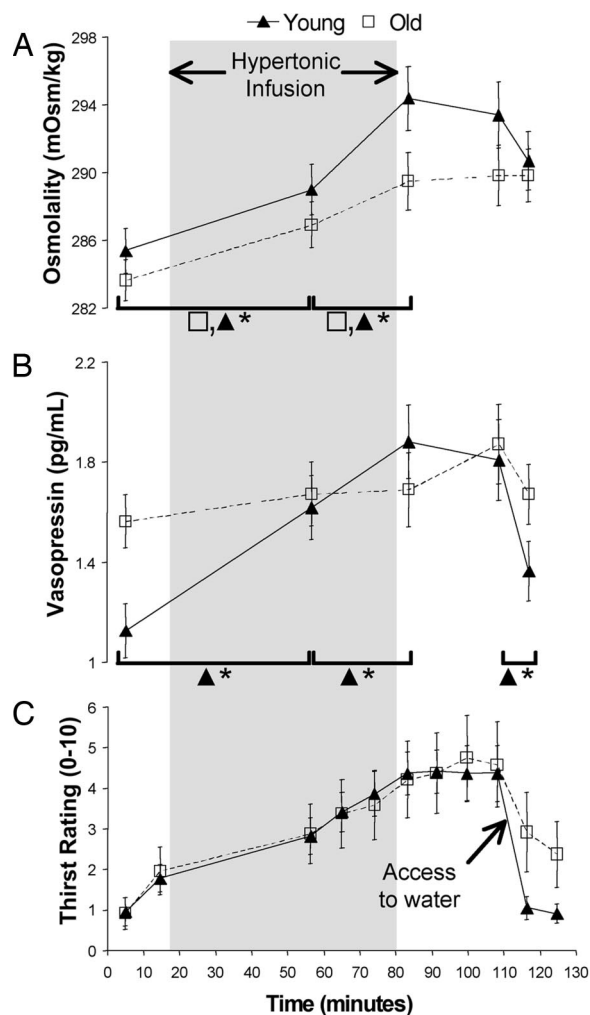 Young Old
A
Osmolality (mOsm/kg)
298
294
290
286
282
Hypertonic
Infusion
□,▲* □,▲*
B
Vasopressin (pg/mL)
2.2
1.8
1.4
1
▲* ▲* ▲*
C
Thirst Rating (0-10)
7
6
5
4
3
2
1
0
Access
to water
0 10 20 30 40 50 60 70 80 90 100 110 120 130
Time (minutes)